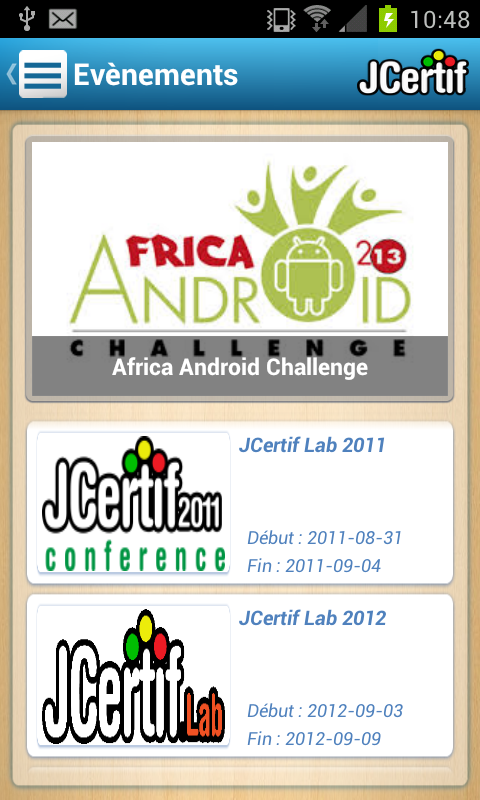 10:48
Evènements
JCertif
AFRICA
ANDROID
2013
CHALLENGE
Africa Android Challenge
JCertif 2011
conference
JCertif Lab 2011
Début : 2011-08-31
Fin : 2011-09-04
JCertif Lab
JCertif Lab 2012
Début : 2012-09-03
Fin : 2012-09-09